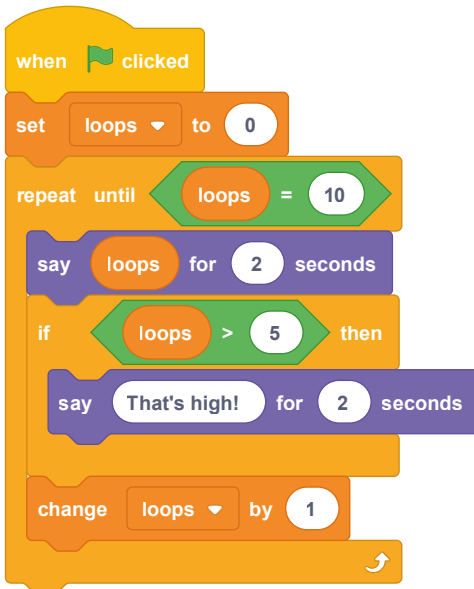 when clicked
set loops to 0
repeat until loops = 10
say loops for 2 seconds
if loops > 5 then
say That's high! for 2 seconds
change loops by 1